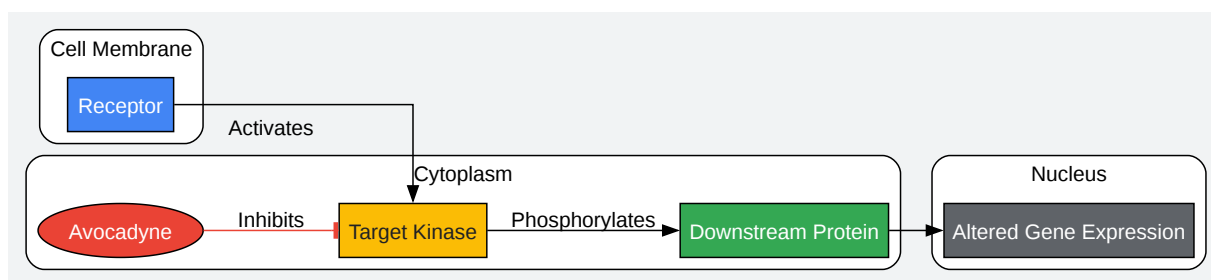 Cell Membrane
Receptor
Activates
Cytoplasm
Nucleus
Avocadyne
Inhibits
Target Kinase
Phosphorylates
Downstream Protein
Altered Gene Expression